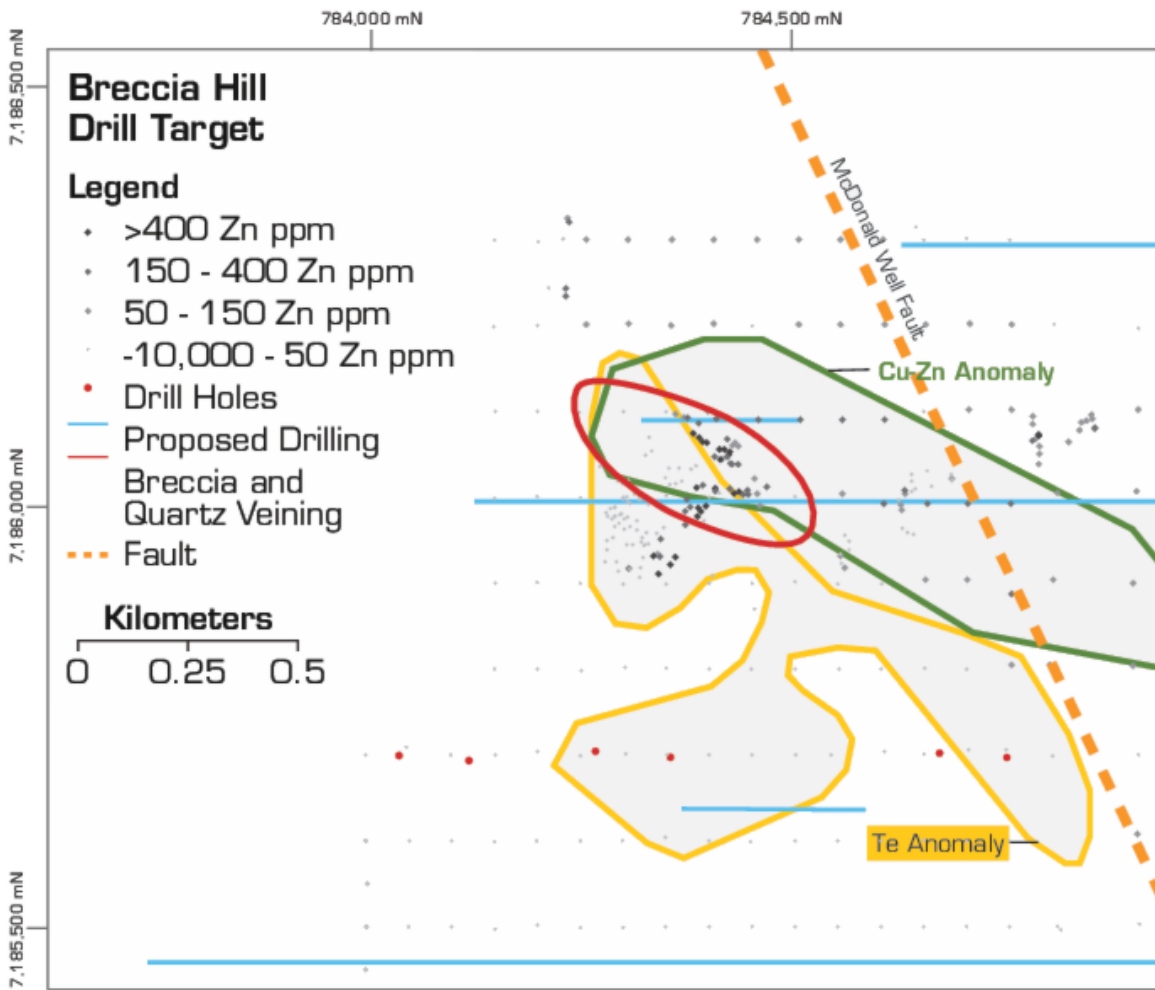 784,000 mN
784,500 mN
7,186,500 mN
7,186,000 mN
7,185,500 mN
Breccia Hill
Drill Target
Legend
>400 Zn ppm
150 - 400 Zn ppm
50 - 150 Zn ppm
-10,000 - 50 Zn ppm
Drill Holes
Proposed Drilling
Breccia and
Quartz Veining
Fault
Kilometers
0 0.25 0.5
McDonald Well Fault
Cu-Zn Anomaly
Te Anomaly